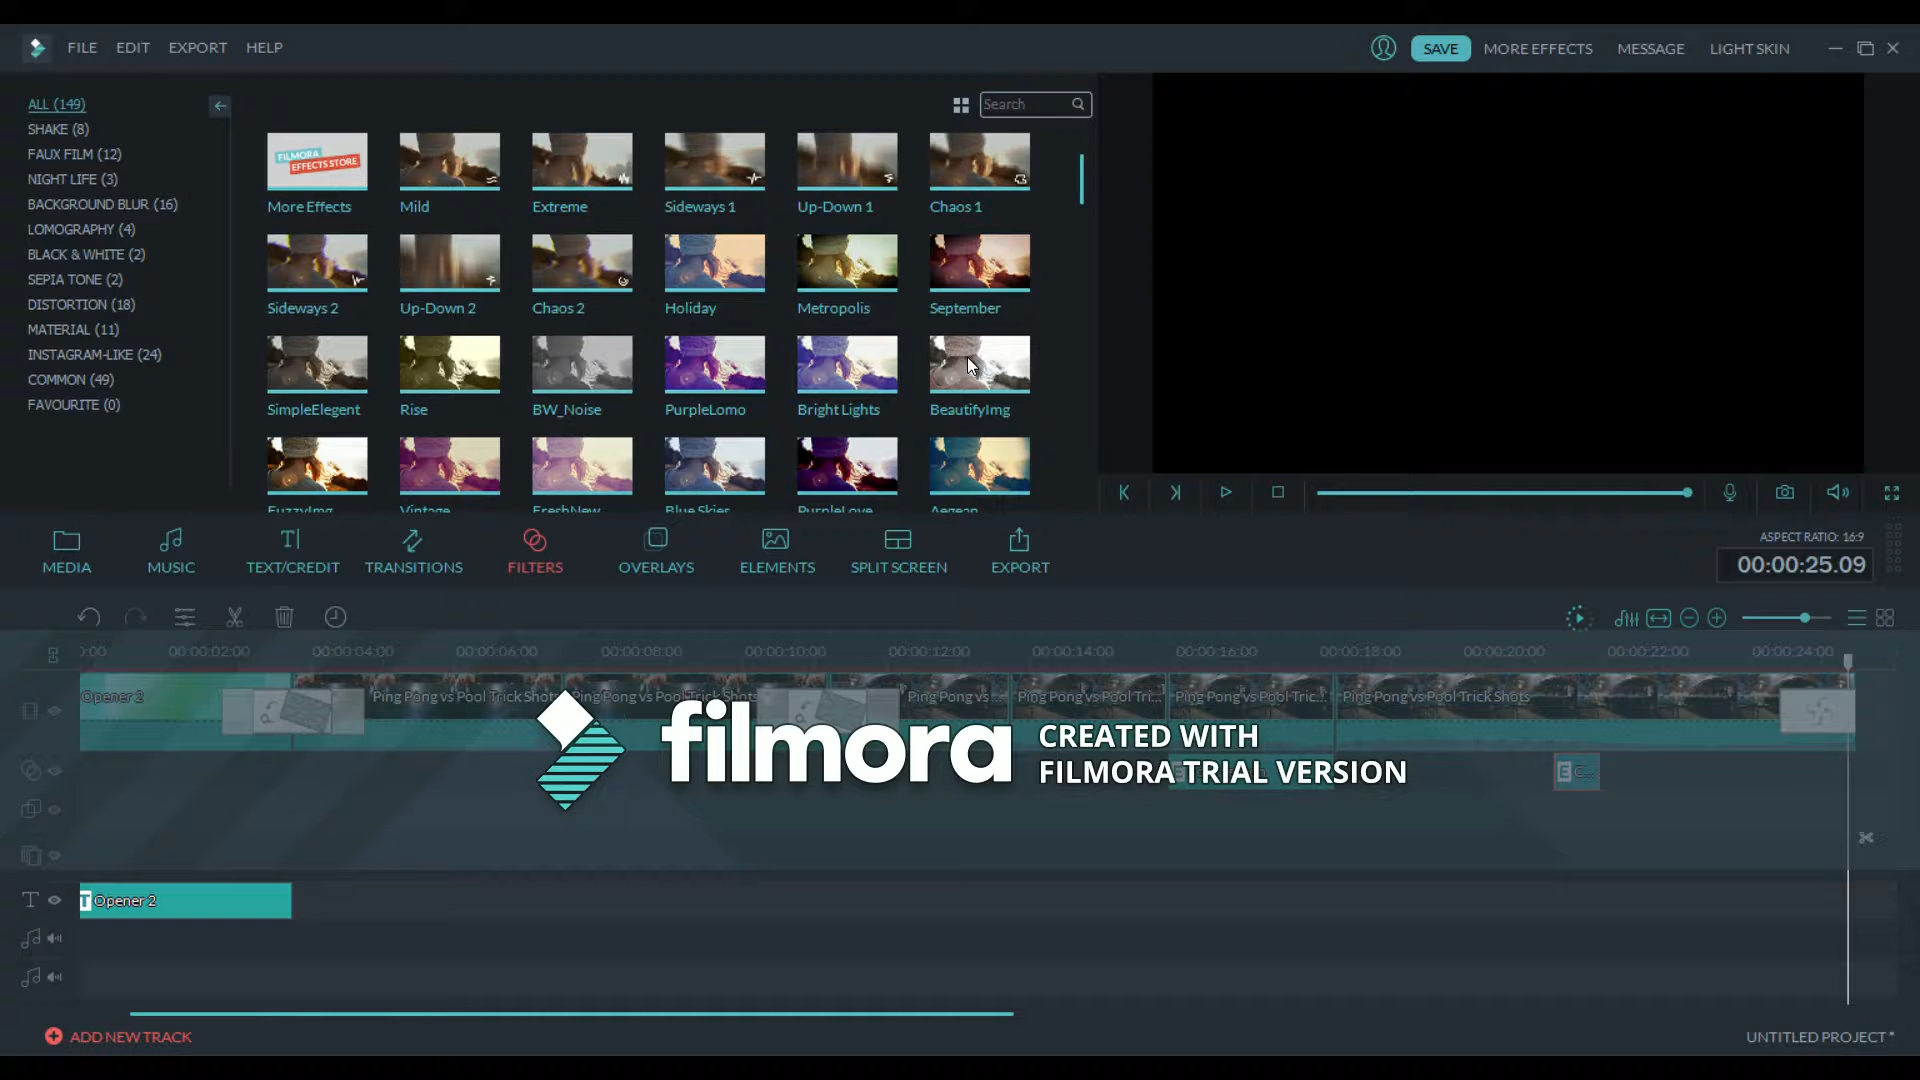 FILE EDIT EXPORT HELP
SAVE MORE EFFECTS MESSAGE LIGHT SKIN
ALL (149)
SHAKE (8)
FAUX FILM (12)
NIGHT LIFE (3)
BACKGROUND BLUR (16)
LOMOGRAPHY (4)
BLACK & WHITE (2)
SEPIA TONE (2)
DISTORTION (18)
MATERIAL (11)
INSTAGRAM-LIKE (24)
COMMON (49)
FAVOURITE (0)
Search
FILMORA
EFFECTS STORE
More Effects Mild Extreme Sideways 1 Up-Down 1 Chaos 1
Sideways 2 Up-Down 2 Chaos 2 Holiday Metropolis September
SimpleElegent Rise BW_Noise PurpleLomo Bright Lights BeautifyImg
FuzzyImg Vintage FreshNew Blue Skies PurpleLove Aegean
MEDIA MUSIC TEXT/CREDIT TRANSITIONS FILTERS OVERLAYS ELEMENTS SPLIT SCREEN EXPORT
ASPECT RATIO: 16:9
00:00:25.09
00:00:02:00 00:00:04:00 00:00:06:00 00:00:08:00 00:00:10:00 00:00:12:00 00:00:14:00 00:00:16:00 00:00:18:00 00:00:20:00 00:00:22:00 00:00:24:00
Opener 2 Ping Pong vs Pool Trick Shots Ping Pong vs Pool Trick Shots Ping Pong vs ... Ping Pong vs Pool Tri... Ping Pong vs Pool Tric... Ping Pong vs Pool Trick Shots
filmora
CREATED WITH
FILMORA TRIAL VERSION
E C...
T Opener 2
ADD NEW TRACK
UNTITLED PROJECT *